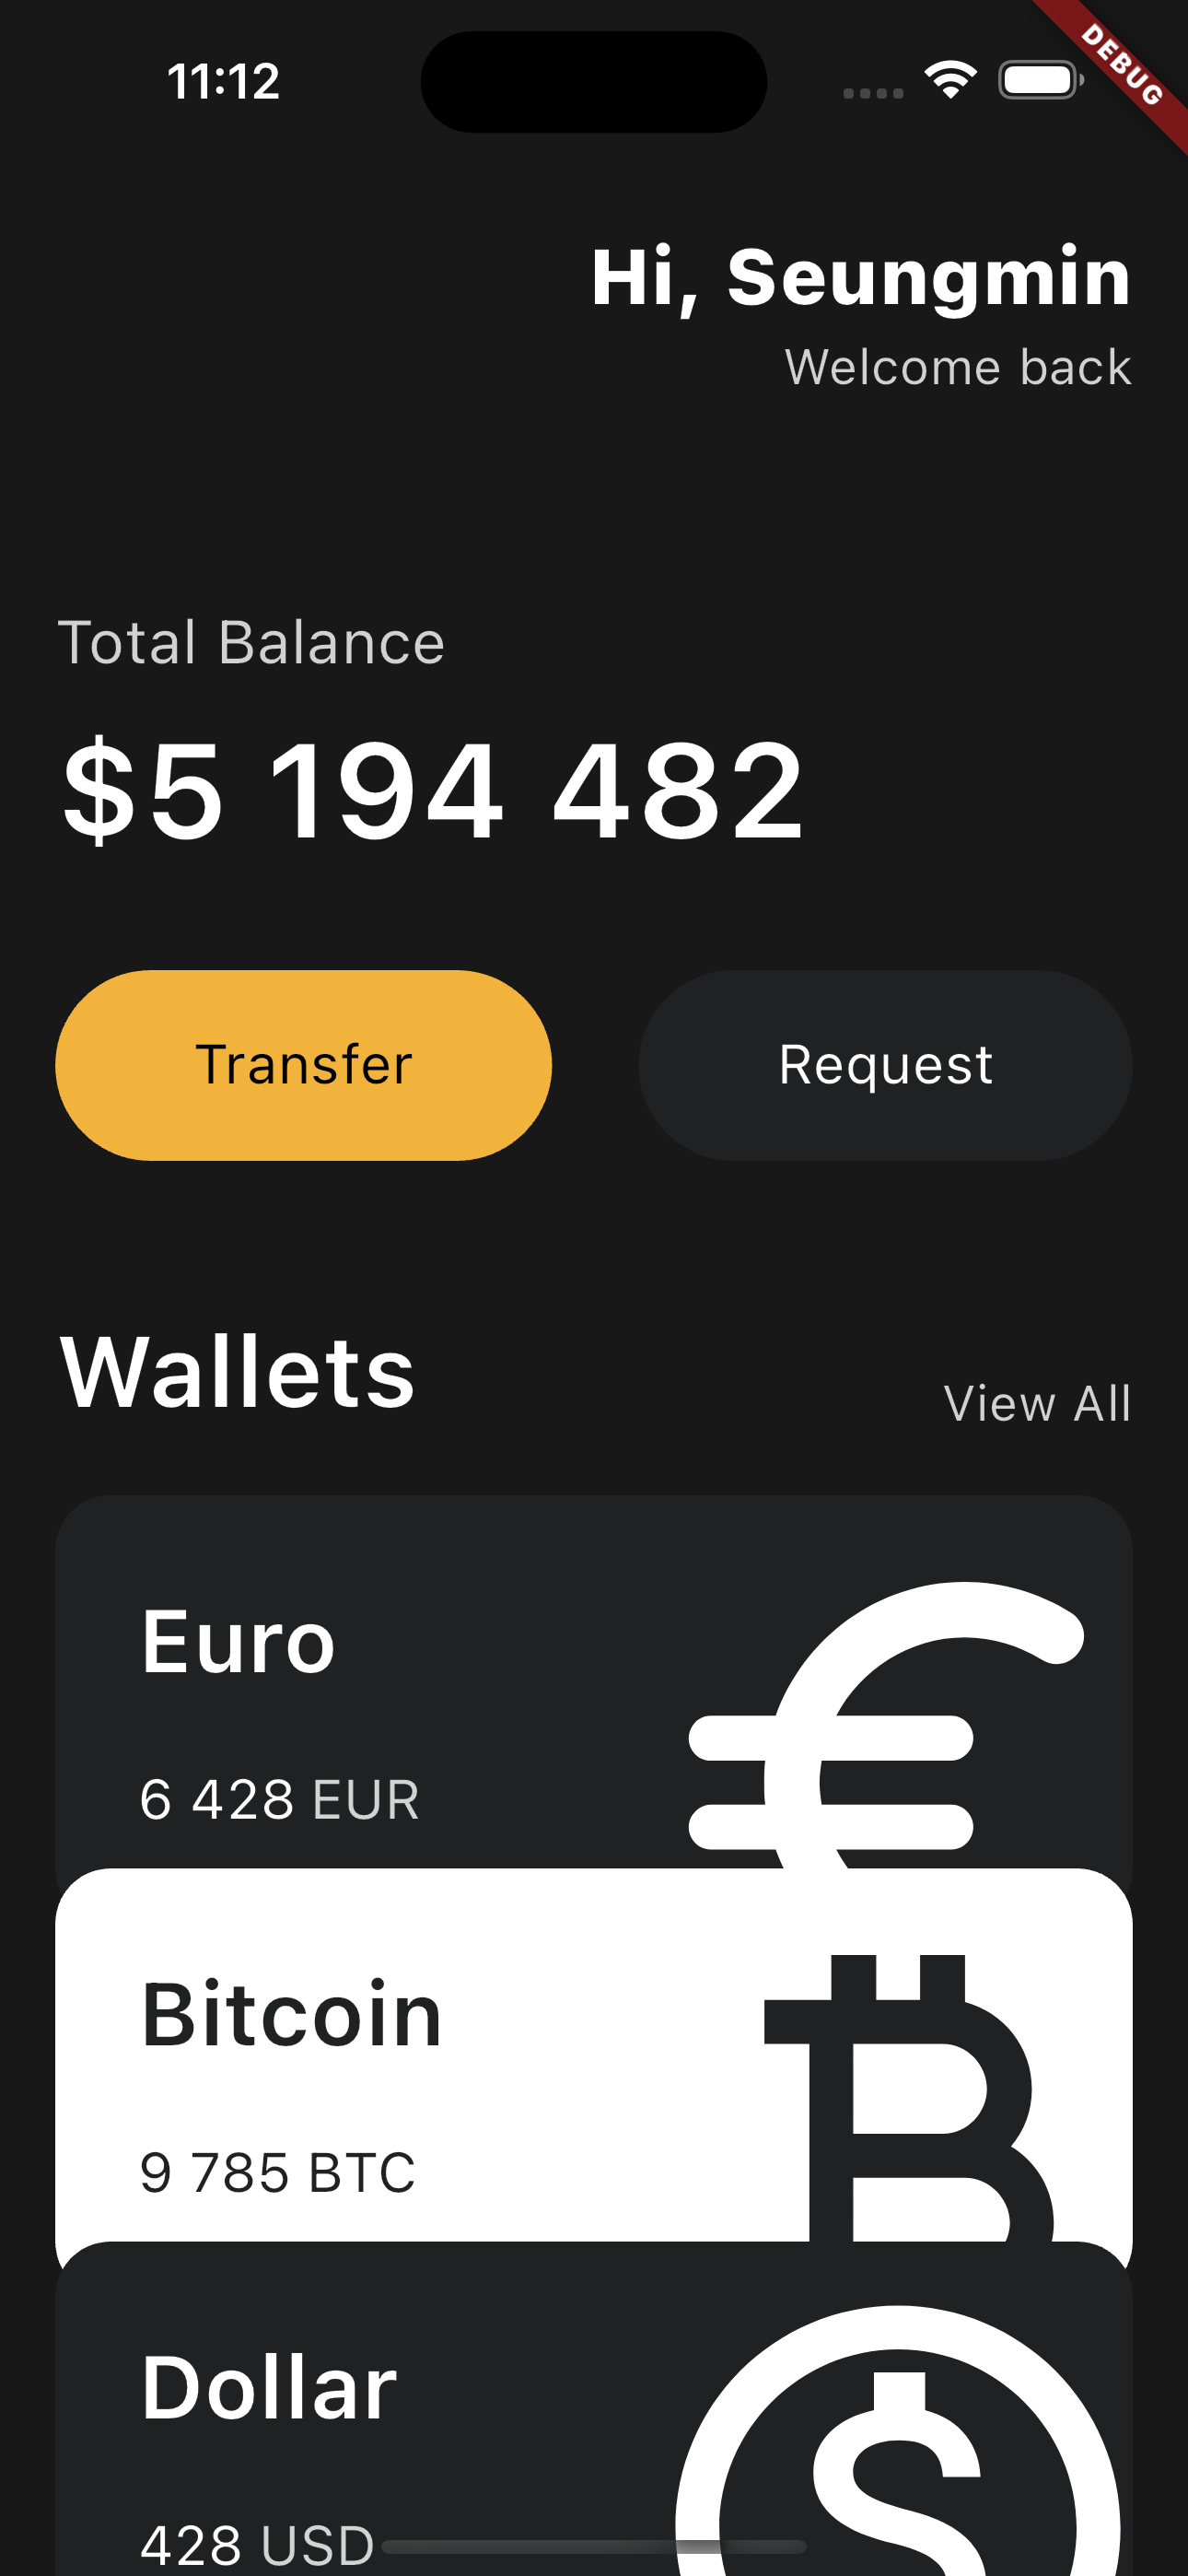 11:12
DEBUG
Hi, Seungmin
Welcome back
Total Balance
$5 194 482
Transfer
Request
Wallets
View All
Euro
6 428 EUR
Bitcoin
9 785 BTC
Dollar
428 USD